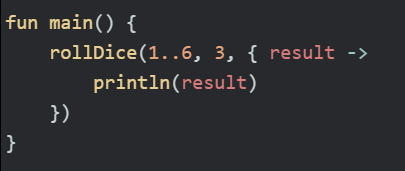 fun main() {
    rollDice(1..6, 3, { result ->
        println(result)
    })
}